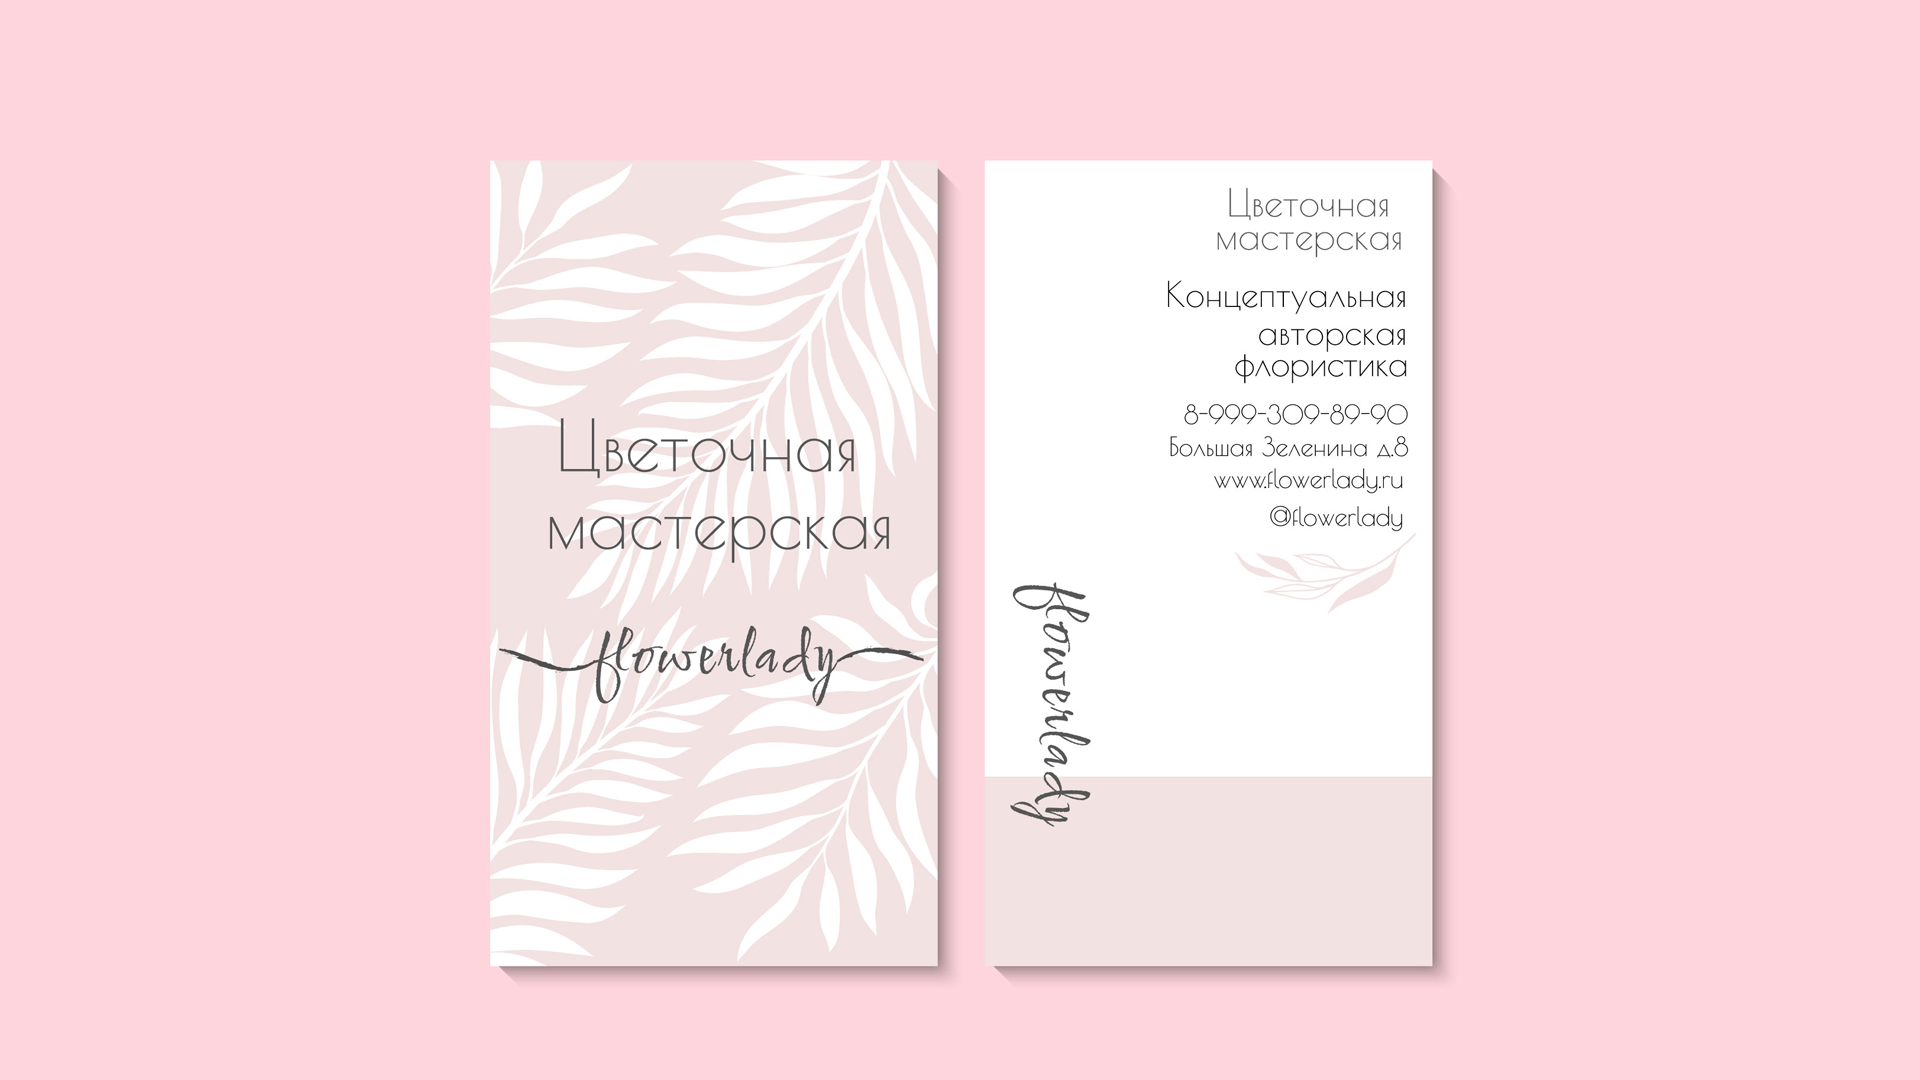 Цветочная
мастерская
flowerlady
Цветочная
мастерская
Концептуальная
авторская
флористика
8-999-309-89-90
Большая Зеленина д.8
www.flowerlady.ru
@flowerlady
flowerlady